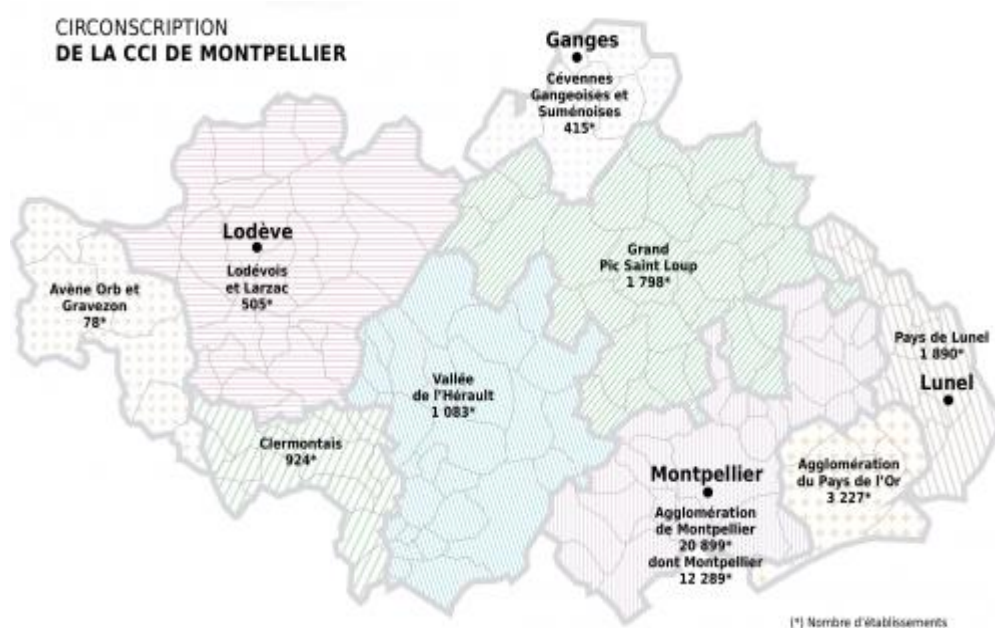 CIRCONSCRIPTION
DE LA CCI DE MONTPELLIER
Ganges
Cévennes
Gangeoises et
Suménoises
415*
Lodève
Lodévois
et Larzac
505*
Grand
Pic Saint Loup
1 798*
Avène Orb et
Gravezon
78*
Pays de Lunel
1 890*
Lunel
Vallée
de l'Hérault
1 083*
Clermontais
924*
Montpellier
Agglomération
de Montpellier
20 899*
dont Montpellier
12 289*
Agglomération
du Pays de l'Or
3 227*
(*) Nombre d'établissements